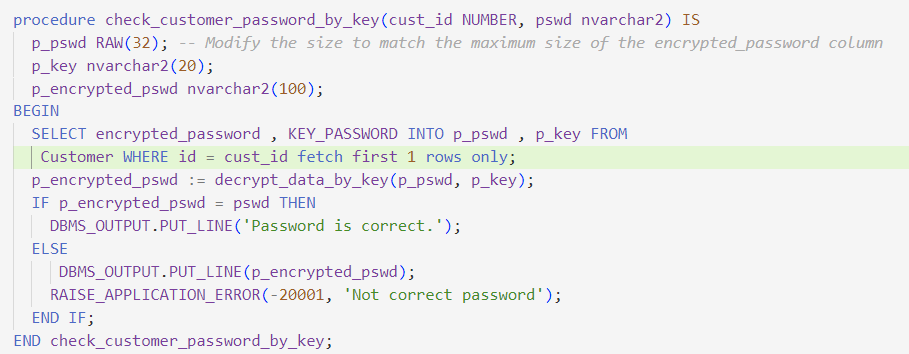 procedure check_customer_password_by_key(cust_id NUMBER, pswd nvarchar2) IS
p_pswd RAW(32); -- Modify the size to match the maximum size of the encrypted_password column
p_key nvarchar2(20);
p_encrypted_pswd nvarchar2(100);
BEGIN
SELECT encrypted_password , KEY_PASSWORD INTO p_pswd , p_key FROM
Customer WHERE id = cust_id fetch first 1 rows only;
p_encrypted_pswd := decrypt_data_by_key(p_pswd, p_key);
IF p_encrypted_pswd = pswd THEN
DBMS_OUTPUT.PUT_LINE('Password is correct.');
ELSE
DBMS_OUTPUT.PUT_LINE(p_encrypted_pswd);
RAISE_APPLICATION_ERROR(-20001, 'Not correct password');
END IF;
END check_customer_password_by_key;